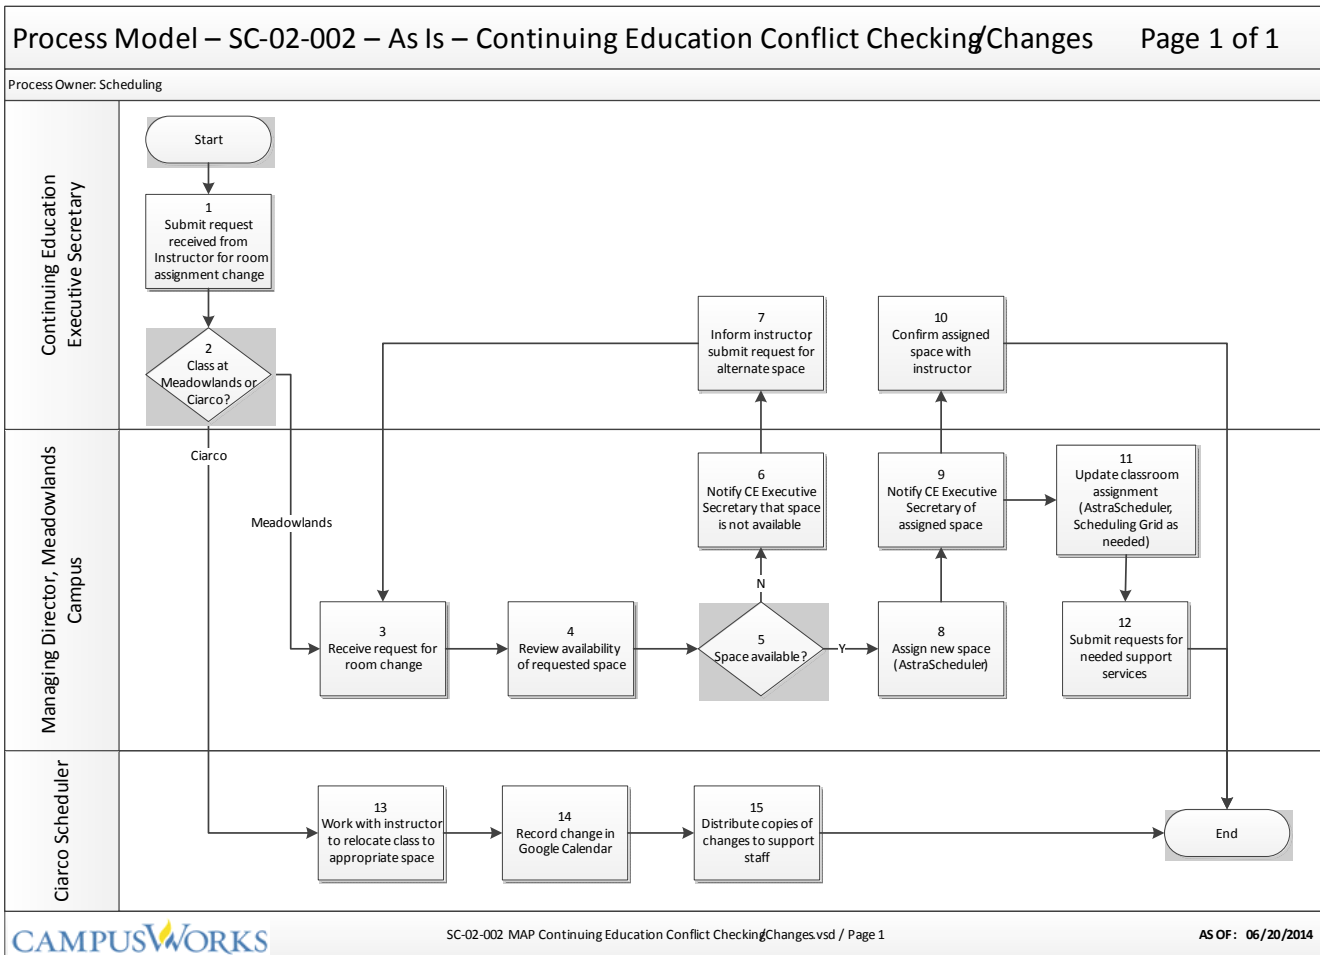 Process Model – SC-02-002 – As Is – Continuing Education Conflict Checking/Changes Page 1 of 1
Process Owner: Scheduling
Continuing Education
Executive Secretary
Start
1
Submit request
received from
Instructor for room
assignment change
2
Class at
Meadowlands or
Ciarco?
7
Inform instructor,
submit request for
alternate space
10
Confirm assigned
space with
instructor
Managing Director, Meadowlands
Campus
Ciarco
Meadowlands
6
Notify CE Executive
Secretary that space
is not available
9
Notify CE Executive
Secretary of
assigned space
11
Update classroom
assignment
(AstraScheduler,
Scheduling Grid as
needed)
N
3
Receive request for
room change
4
Review availability
of requested space
5
Space available?
Y
8
Assign new space
(AstraScheduler)
12
Submit requests for
needed support
services
Ciarco Scheduler
13
Work with instructor
to relocate class to
appropriate space
14
Record change in
Google Calendar
15
Distribute copies of
changes to support
staff
End
CAMPUSWORKS
SC-02-002 MAP Continuing Education Conflict Checking/Changes.vsd / Page 1
AS OF: 06/20/2014